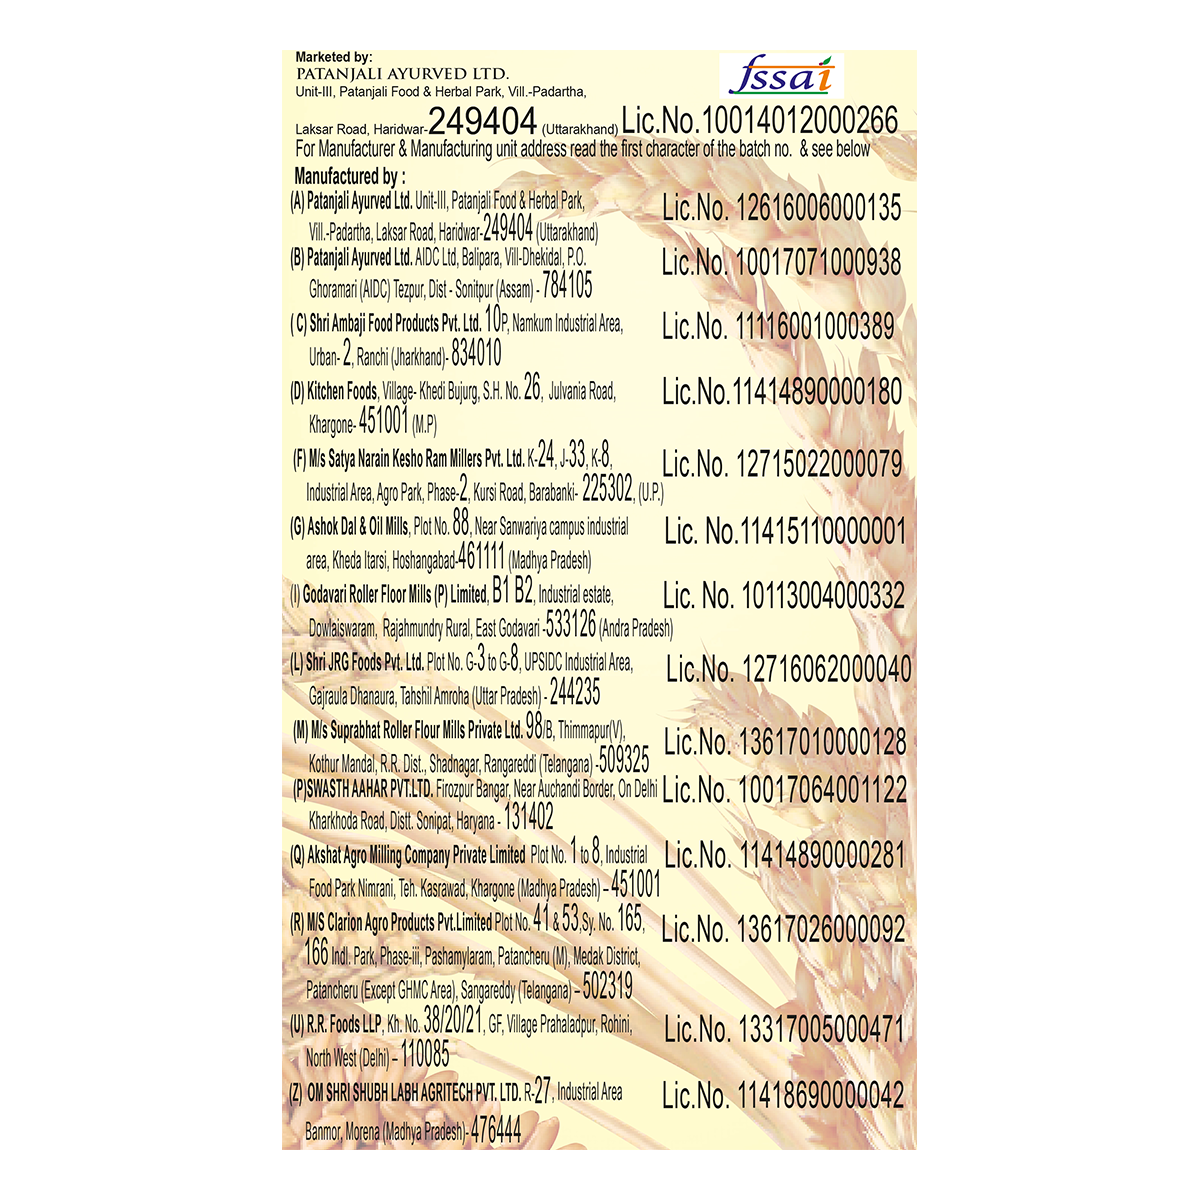 Marketed by:
PATANJALI AYURVED LTD.
Unit-III, Patanjali Food & Herbal Park, Vill.-Padartha,
Laksar Road, Haridwar-249404 (Uttarakhand) Lic.No.10014012000266
fssai
For Manufacturer & Manufacturing unit address read the first character of the batch no. & see below
Manufactured by :
(A) Patanjali Ayurved Ltd. Unit-III, Patanjali Food & Herbal Park, Lic.No. 12616006000135
Vill.-Padartha, Laksar Road, Haridwar-249404 (Uttarakhand)
(B) Patanjali Ayurved Ltd. AIDC Ltd, Balipara, Vill-Dhekidal, P.O. Lic.No. 10017071000938
Ghoramari (AIDC) Tezpur, Dist - Sonitpur (Assam) - 784105
( C) Shri Ambaji Food Products Pvt. Ltd. 10P, Namkum Industrial Area, Lic.No. 11116001000389
Urban- 2, Ranchi (Jharkhand)- 834010
(D) Kitchen Foods, Village- Khedi Bujurg, S.H. No. 26, Julvania Road, Lic.No.11414890000180
Khargone- 451001 (M.P)
(F) M/s Satya Narain Kesho Ram Millers Pvt. Ltd. K-24, J-33, K-8, Lic.No. 12715022000079
Industrial Area, Agro Park, Phase-2, Kursi Road, Barabanki- 225302, (U.P.)
(G) Ashok Dal & Oil Mills, Plot No. 88, Near Sanwariya campus industrial Lic. No.11415110000001
area, Kheda Itarsi, Hoshangabad-461111 (Madhya Pradesh)
(I) Godavari Roller Floor Mills (P) Limited, B1 B2, Industrial estate, Lic. No. 10113004000332
Dowlaiswaram, Rajahmundry Rural, East Godavari -533126 (Andra Pradesh)
(L) Shri JRG Foods Pvt. Ltd. Plot No. G-3 to G-8, UPSIDC Industrial Area, Lic.No. 12716062000040
Gajraula Dhanaura, Tahshil Amroha (Uttar Pradesh) - 244235
(M) M/s Suprabhat Roller Flour Mills Private Ltd. 98/B, Thimmapur(V), Lic.No. 13617010000128
Kothur Mandal, R.R. Dist., Shadnagar, Rangareddi (Telangana) -509325
(P)SWASTH AAHAR PVT.LTD. Firozpur Bangar, Near Auchandi Border, On Delhi Lic.No. 10017064001122
Kharkhoda Road, Distt. Sonipat, Haryana - 131402
(Q) Akshat Agro Milling Company Private Limited Plot No. 1 to 8, Industrial Lic.No. 11414890000281
Food Park Nimrani, Teh. Kasrawad, Khargone (Madhya Pradesh) – 451001
(R) M/S Clarion Agro Products Pvt.Limited Plot No. 41 & 53,Sy. No. 165, Lic.No. 13617026000092
166 Indl. Park, Phase-iii, Pashamylaram, Patancheru (M), Medak District,
Patancheru (Except GHMC Area), Sangareddy (Telangana) – 502319
(U) R.R. Foods LLP, Kh. No. 38/20/21, GF, Village Prahaladpur, Rohini, Lic.No. 13317005000471
North West (Delhi) – 110085
(Z) OM SHRI SHUBH LABH AGRITECH PVT. LTD. R-27, Industrial Area Lic.No. 11418690000042
Banmor, Morena (Madhya Pradesh)- 476444